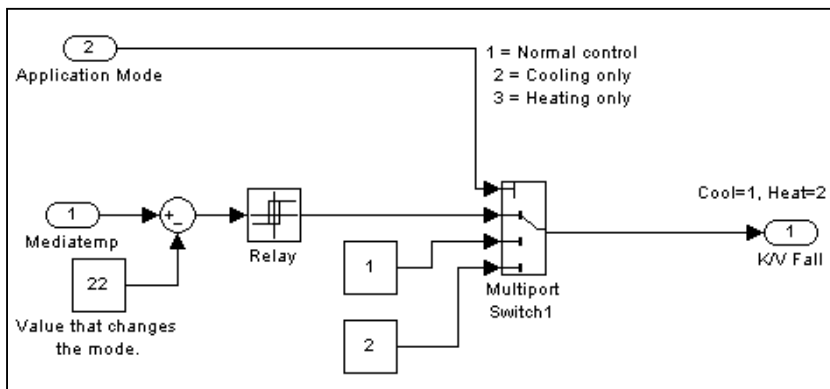 2
Application Mode
1 = Normal control
2 = Cooling only
3 = Heating only
Cool=1, Heat=2
1
Mediatemp
+
−
Relay
1
K/V Fall
22
Value that changes
the mode.
1
Multiport
Switch1
2